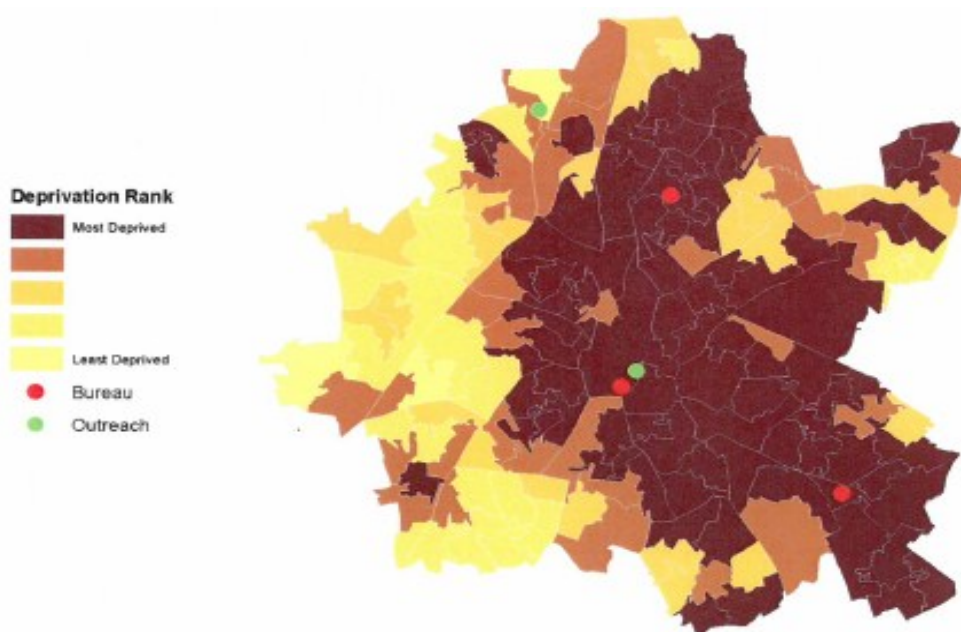 Deprivation Rank
Most Deprived
Least Deprived
Bureau
Outreach